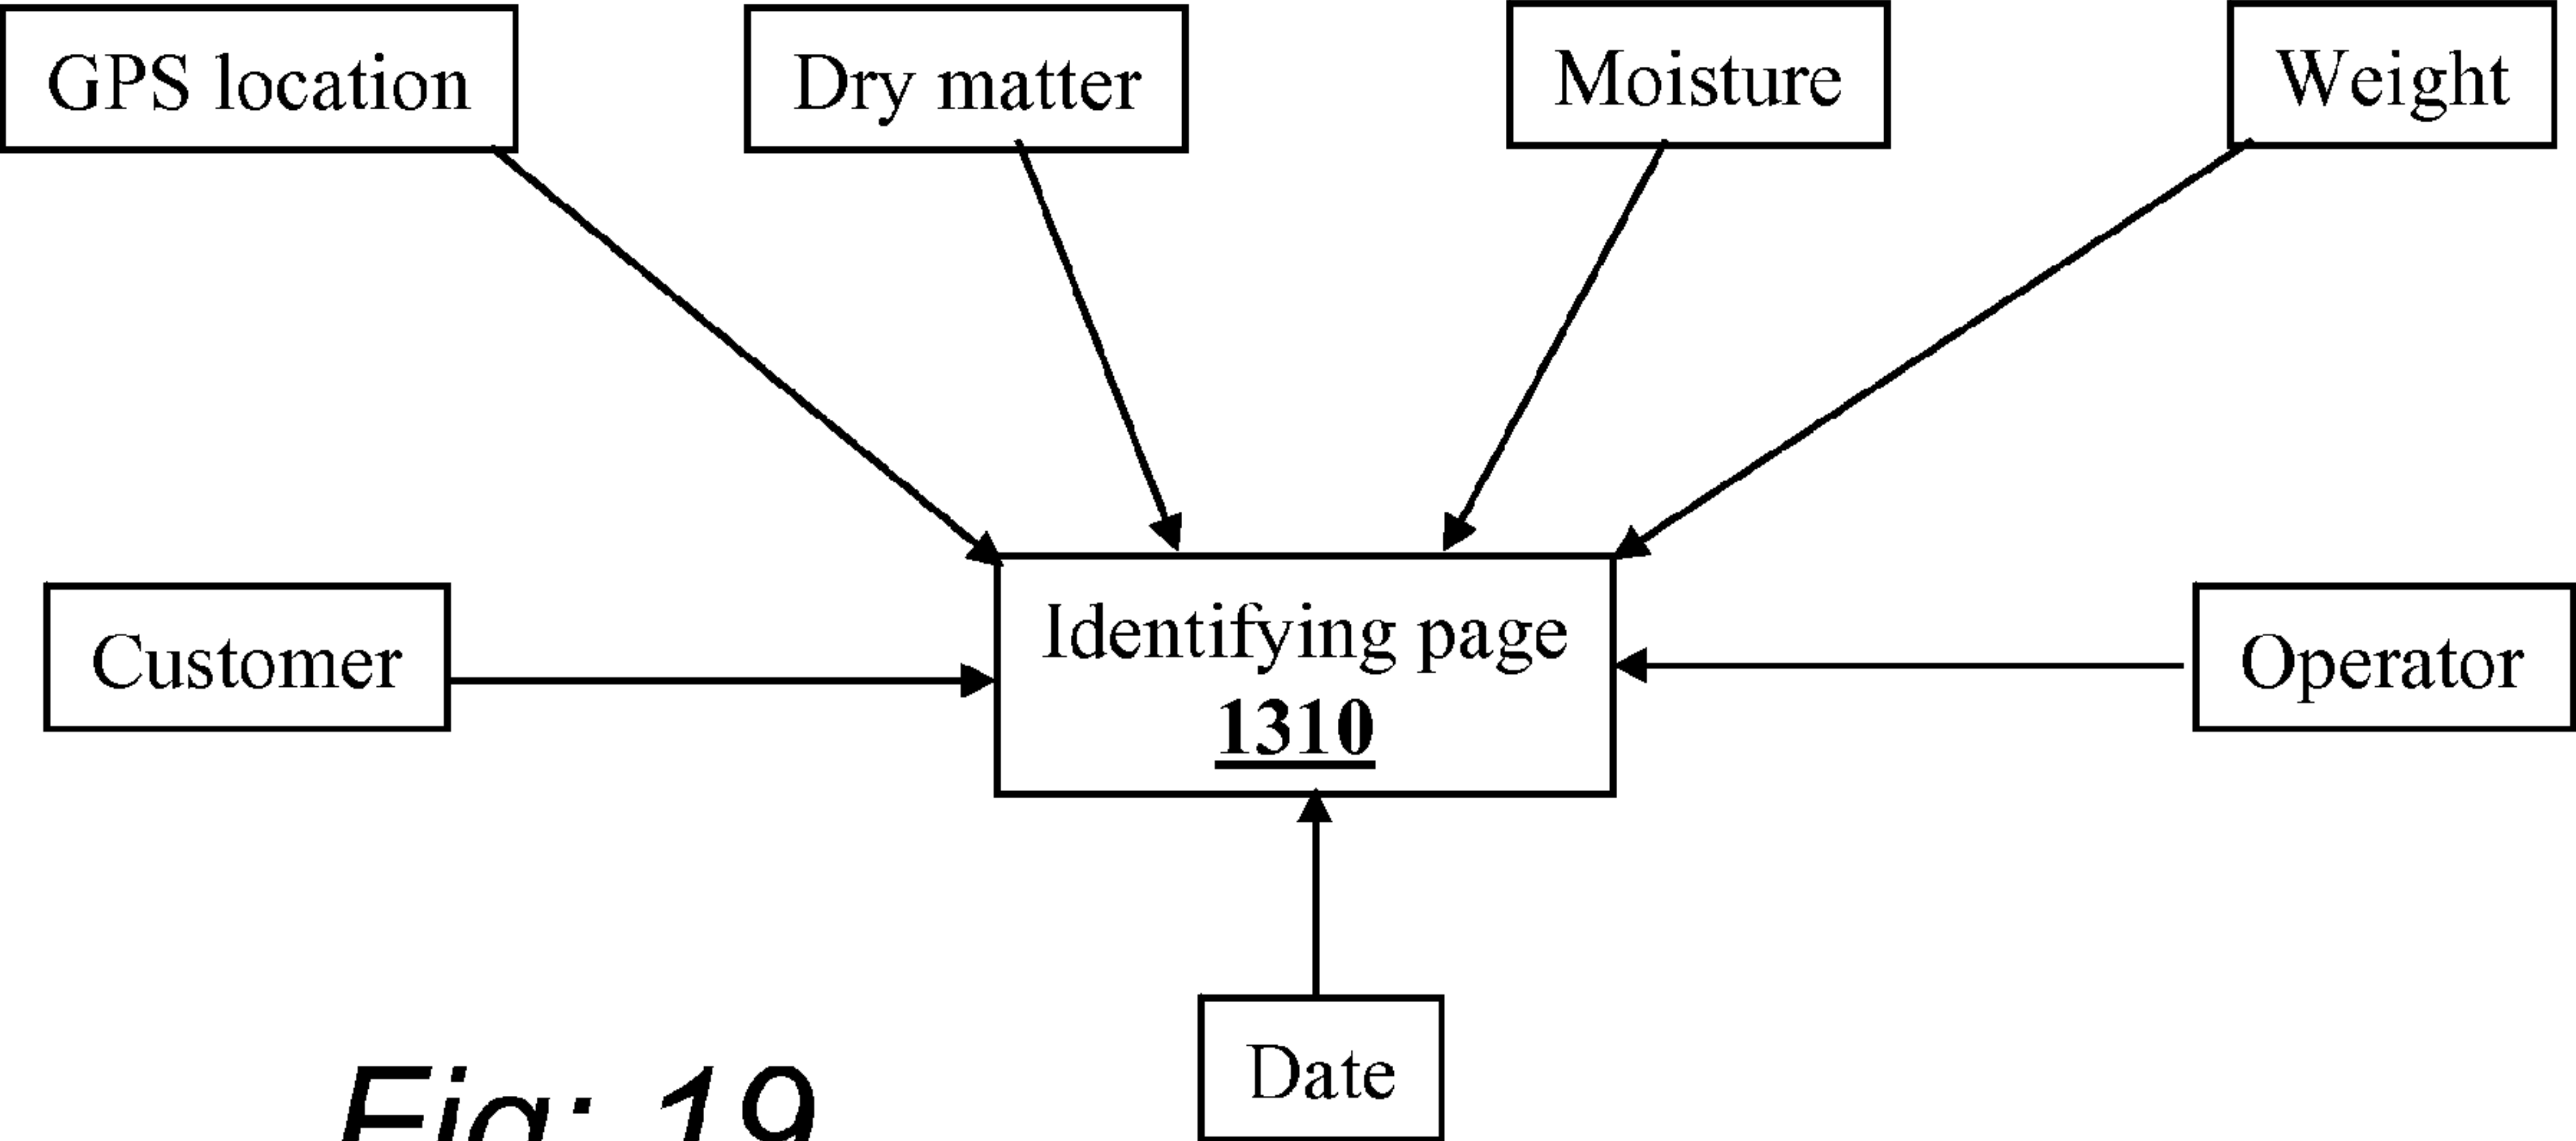 GPS location
Dry matter
Moisture
Weight
Customer
Identifying page
1310
Operator
Date
Fig: 19